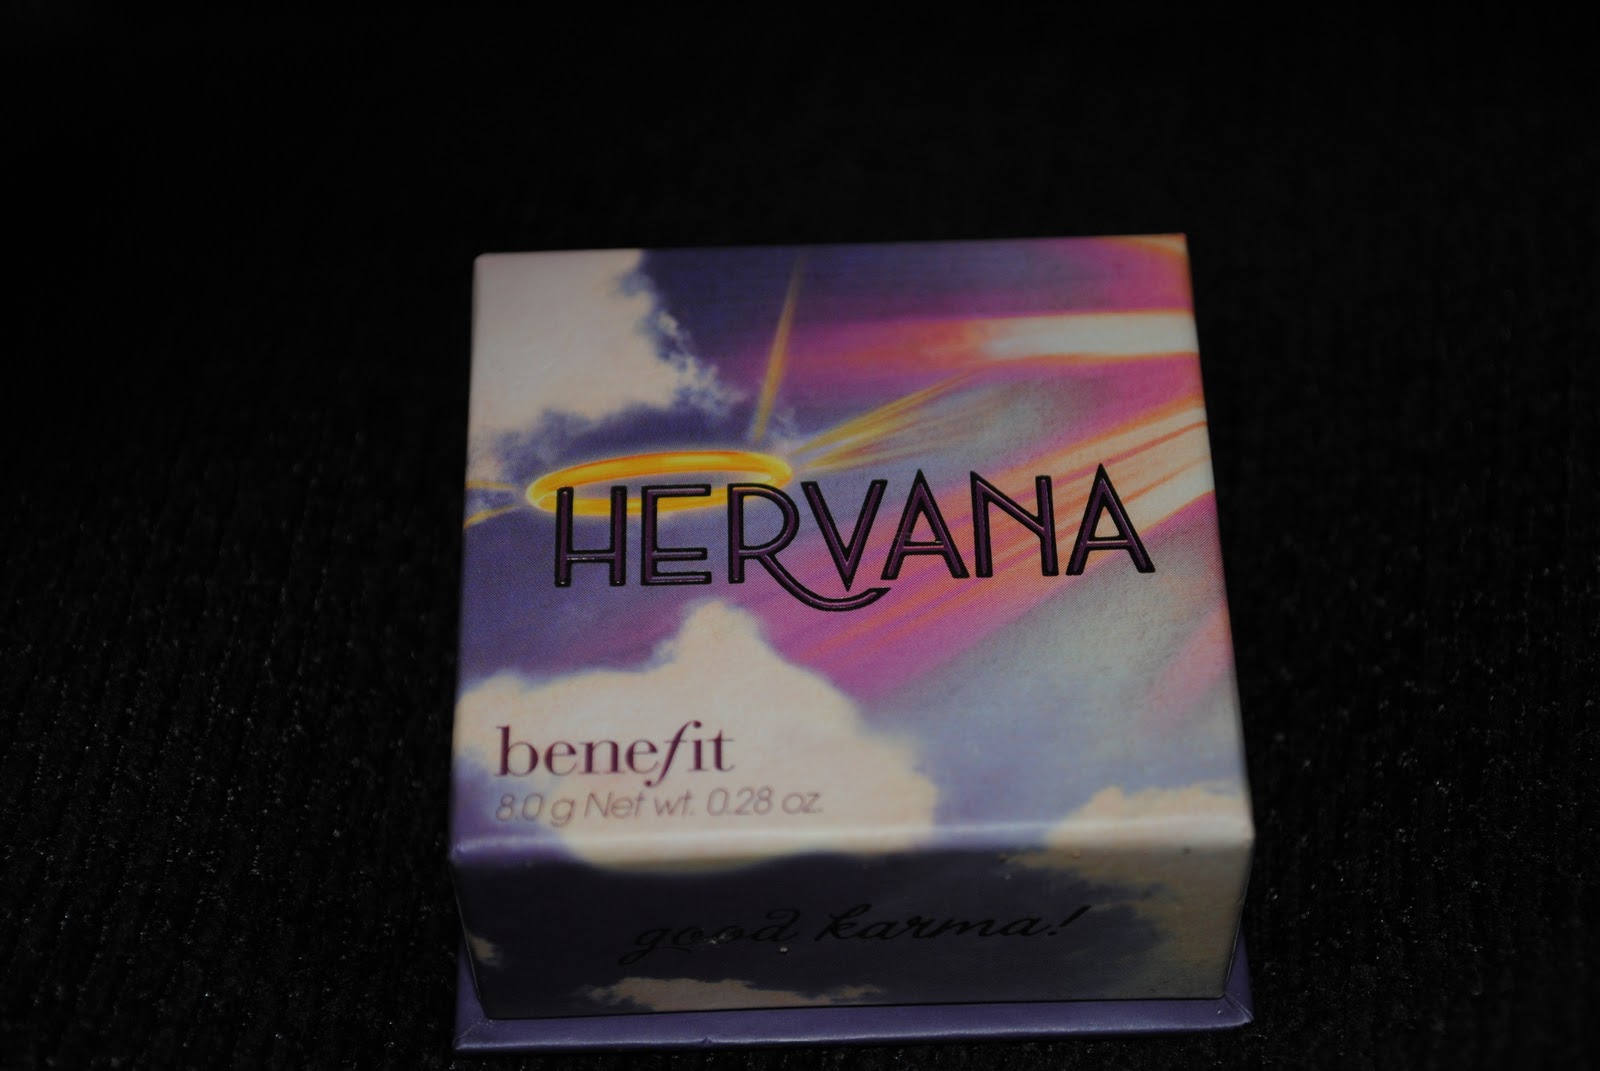 HERVANA
benefit
8.0 g Net wt. 0.28 oz.
good karma!